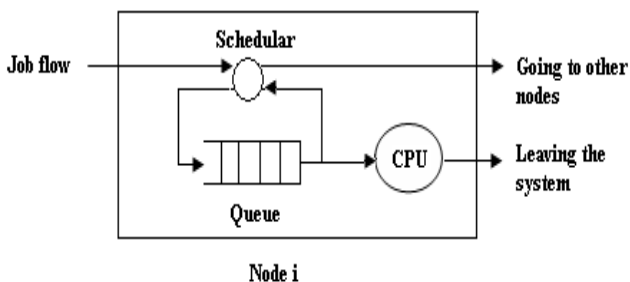 Schedular
Job flow
Going to other
nodes
CPU
Leaving the
system
Queue
Node i